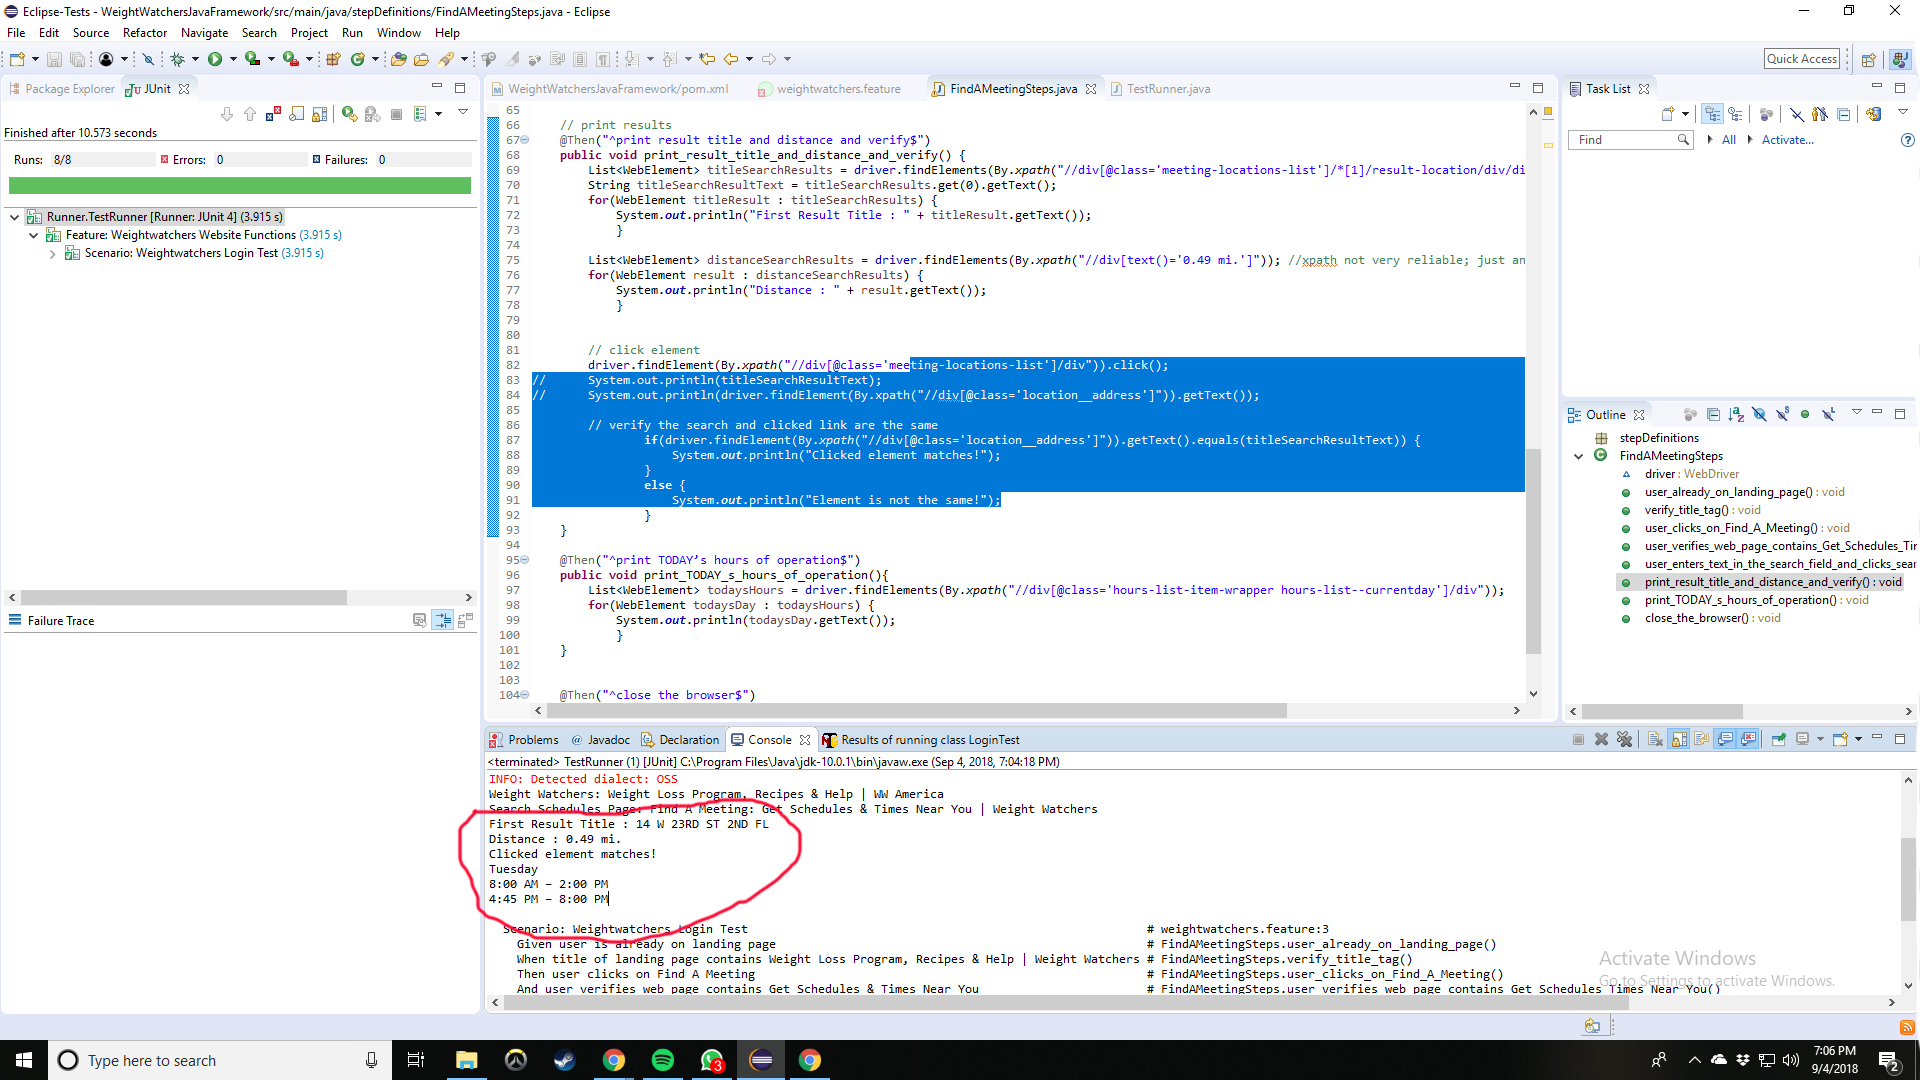 Eclipse-Tests - WeightWatchersJavaFramework/src/main/java/stepDefinitions/FindAMeetingSteps.java - Eclipse
File Edit Source Refactor Navigate Search Project Run Window Help
Quick Access
Package Explorer JUnit
Finished after 10.573 seconds
Runs: 8/8 Errors: 0 Failures: 0
Runner.TestRunner [Runner: JUnit 4] (3.915 s)
Feature: Weightwatchers Website Functions (3.915 s)
Scenario: Weightwatchers Login Test (3.915 s)
Failure Trace
WeightWatchersJavaFramework/pom.xml weightwatchers.feature FindAMeetingSteps.java TestRunner.java
65
66 // print results
67 @Then("^print result title and distance and verify$")
68 public void print_result_title_and_distance_and_verify() {
69 List<WebElement> titleSearchResults = driver.findElements(By.xpath("//div[@class='meeting-locations-list']/*[1]/result-location/div/di
70 String titleSearchResultText = titleSearchResults.get(0).getText();
71 for(WebElement titleResult : titleSearchResults) {
72 System.out.println("First Result Title : " + titleResult.getText());
73 }
74
75 List<WebElement> distanceSearchResults = driver.findElements(By.xpath("//div[text()='0.49 mi.']")); //xpath not very reliable; just an
76 for(WebElement result : distanceSearchResults) {
77 System.out.println("Distance : " + result.getText());
78 }
79
80
81 // click element
82 driver.findElement(By.xpath("//div[@class='meeting-locations-list']/div")).click();
83 // System.out.println(titleSearchResultText);
84 // System.out.println(driver.findElement(By.xpath("//div[@class='location__address']")).getText());
85
86 // verify the search and clicked link are the same
87 if(driver.findElement(By.xpath("//div[@class='location__address']")).getText().equals(titleSearchResultText)) {
88 System.out.println("Clicked element matches!");
89 }
90 else {
91 System.out.println("Element is not the same!");
92 }
93 }
94
95 @Then("^print TODAY’s hours of operation$")
96 public void print_TODAY_s_hours_of_operation(){
97 List<WebElement> todaysHours = driver.findElements(By.xpath("//div[@class='hours-list-item-wrapper hours-list--currentday']/div"));
98 for(WebElement todaysDay : todaysHours) {
99 System.out.println(todaysDay.getText());
100 }
101 }
102
103
104 @Then("^close the browser$")
Task List
Find All Activate...
Outline
stepDefinitions
FindAMeetingSteps
driver : WebDriver
user_already_on_landing_page() : void
verify_title_tag() : void
user_clicks_on_Find_A_Meeting() : void
user_verifies_web_page_contains_Get_Schedules_Tir
user_enters_text_in_the_search_field_and_clicks_sear
print_result_title_and_distance_and_verify() : void
print_TODAY_s_hours_of_operation() : void
close_the_browser() : void
Problems @ Javadoc Declaration Console Results of running class LoginTest
<terminated> TestRunner (1) [JUnit] C:\Program Files\Java\jdk-10.0.1\bin\javaw.exe (Sep 4, 2018, 7:04:18 PM)
INFO: Detected dialect: OSS
Weight Watchers: Weight Loss Program, Recipes & Help | WW America
Search Schedules Page: Find A Meeting: Get Schedules & Times Near You | Weight Watchers
First Result Title : 14 W 23RD ST 2ND FL
Distance : 0.49 mi.
Clicked element matches!
Tuesday
8:00 AM - 2:00 PM
4:45 PM - 8:00 PM
Scenario: Weightwatchers Login Test # weightwatchers.feature:3
Given user is already on landing page # FindAMeetingSteps.user_already_on_landing_page()
When title of landing page contains Weight Loss Program, Recipes & Help | Weight Watchers # FindAMeetingSteps.verify_title_tag()
Then user clicks on Find A Meeting # FindAMeetingSteps.user_clicks_on_Find_A_Meeting()
And user verifies web page contains Get Schedules & Times Near You # FindAMeetingSteps.user_verifies_web_page_contains_Get_Schedules_Times_Near_You()
Activate Windows
Go to Settings to activate Windows.
Type here to search
3
7:06 PM
9/4/2018
2